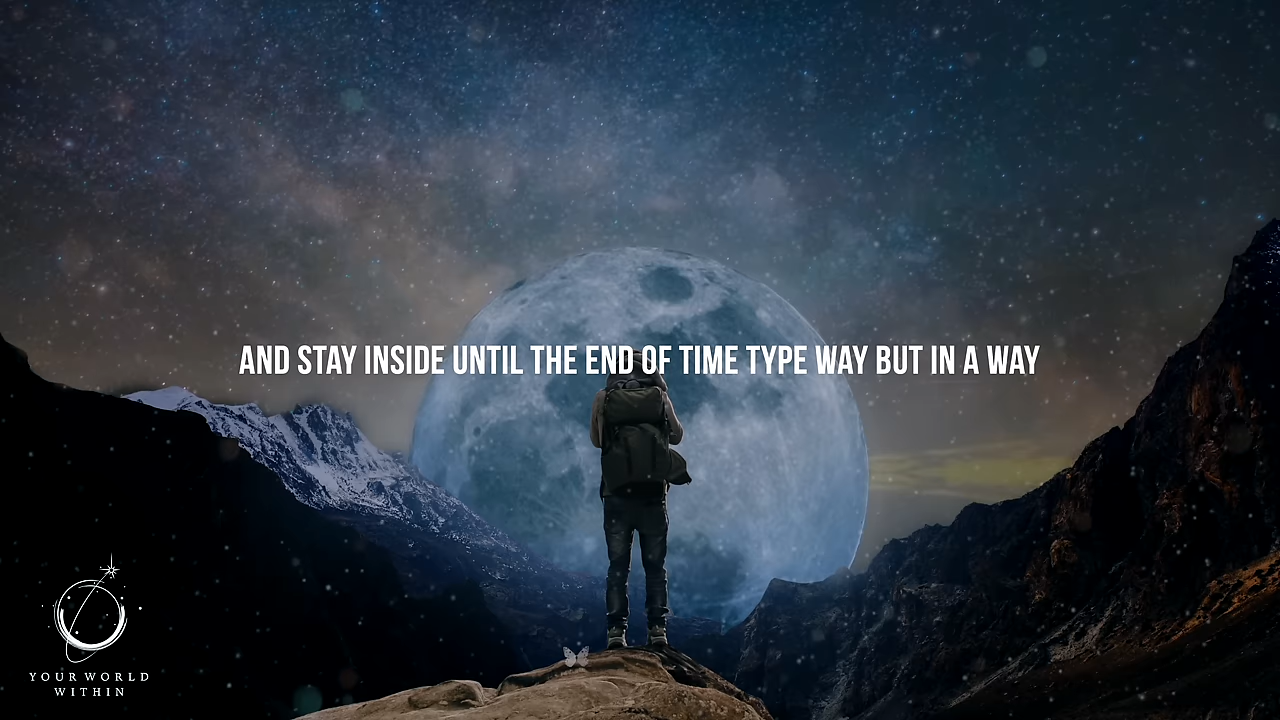 AND STAY INSIDE UNTIL THE END OF TIME TYPE WAY BUT IN A WAY
YOUR WORLD
WITHIN